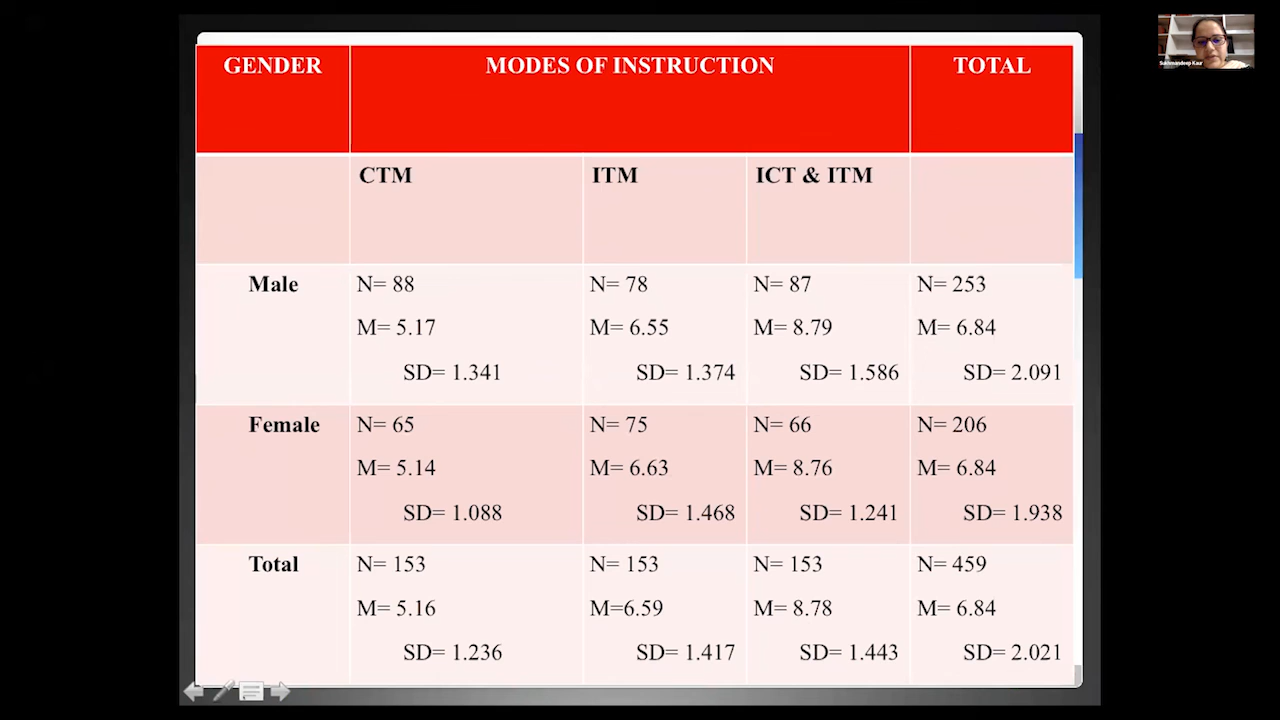 GENDER MODES OF INSTRUCTION TOTAL
CTM ITM ICT & ITM
Male N= 88 N= 78 N= 87 N= 253
M= 5.17 M= 6.55 M= 8.79 M= 6.84
SD= 1.341 SD= 1.374 SD= 1.586 SD= 2.091
Female N= 65 N= 75 N= 66 N= 206
M= 5.14 M= 6.63 M= 8.76 M= 6.84
SD= 1.088 SD= 1.468 SD= 1.241 SD= 1.938
Total N= 153 N= 153 N= 153 N= 459
M= 5.16 M=6.59 M= 8.78 M= 6.84
SD= 1.236 SD= 1.417 SD= 1.443 SD= 2.021
Sukhmandeep Kaur